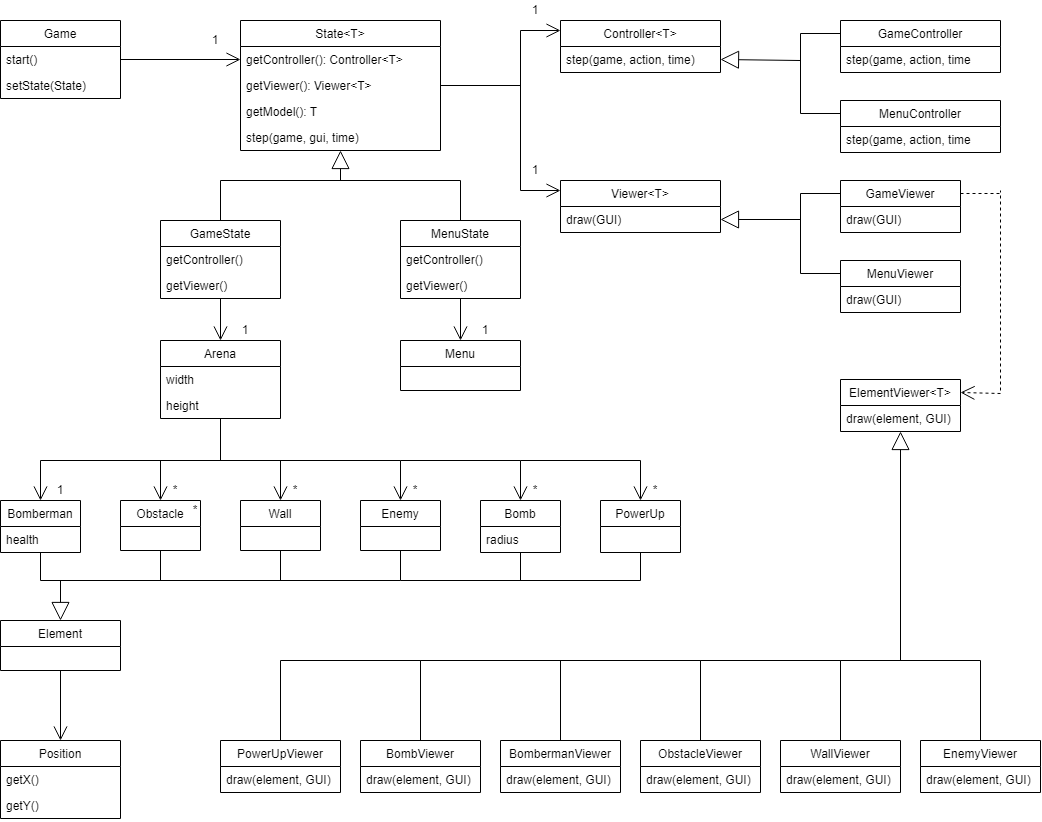 Game
start()
setState(State)
1
State<T>
getController(): Controller<T>
getViewer(): Viewer<T>
getModel(): T
step(game, gui, time)
1
Controller<T>
step(game, action, time)
GameController
step(game, action, time
MenuController
step(game, action, time
1
Viewer<T>
draw(GUI)
GameViewer
draw(GUI)
MenuViewer
draw(GUI)
GameState
getController()
getViewer()
MenuState
getController()
getViewer()
1
1
Arena
width
height
Menu
ElementViewer<T>
draw(element, GUI)
1
*
*
*
*
*
Bomberman
health
Obstacle
*
Wall
Enemy
Bomb
radius
PowerUp
Element
Position
getX()
getY()
PowerUpViewer
draw(element, GUI)
BombViewer
draw(element, GUI)
BombermanViewer
draw(element, GUI)
ObstacleViewer
draw(element, GUI)
WallViewer
draw(element, GUI)
EnemyViewer
draw(element, GUI)